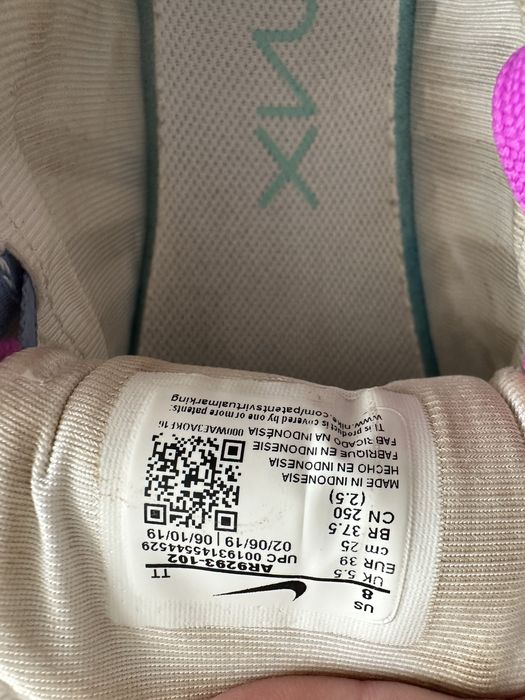 US
8
UK 5.5
EUR 39
cm 25
BR 37.5
CN 250
(2.5)
TT
AR9293-102
UPC 00193145544529
02/06/19 | 06/10/19
MADE IN INDONESIA
HECHO EN INDONESIA
FABRIQUE EN INDONESIE
FABRICADO NA INDONÉSIA
product is covered by one or more patents:
www.nike.com/patentsvirtualmarking